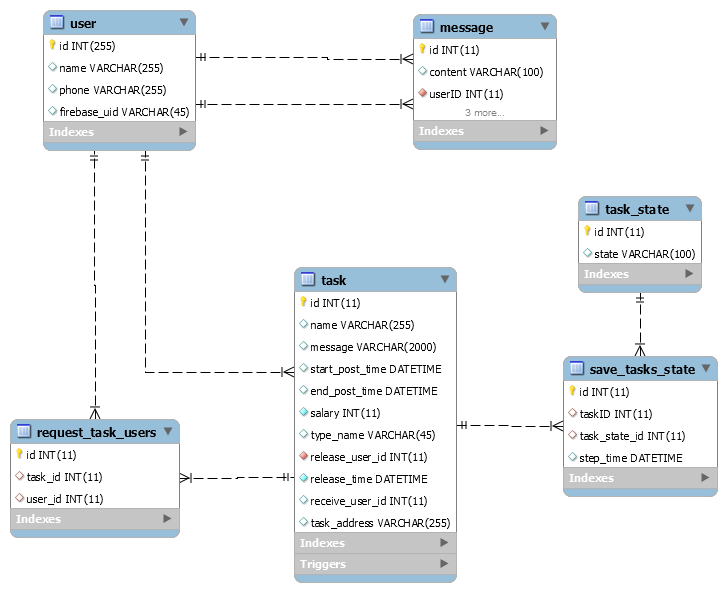 user
id INT(255)
name VARCHAR(255)
phone VARCHAR(255)
firebase_uid VARCHAR(45)
Indexes
message
id INT(11)
content VARCHAR(100)
userID INT(11)
3 more...
Indexes
task_state
id INT(11)
state VARCHAR(100)
Indexes
task
id INT(11)
name VARCHAR(255)
message VARCHAR(2000)
start_post_time DATETIME
end_post_time DATETIME
salary INT(11)
type_name VARCHAR(45)
release_user_id INT(11)
release_time DATETIME
receive_user_id INT(11)
task_address VARCHAR(255)
Indexes
Triggers
save_tasks_state
id INT(11)
taskID INT(11)
task_state_id INT(11)
step_time DATETIME
Indexes
request_task_users
id INT(11)
task_id INT(11)
user_id INT(11)
Indexes